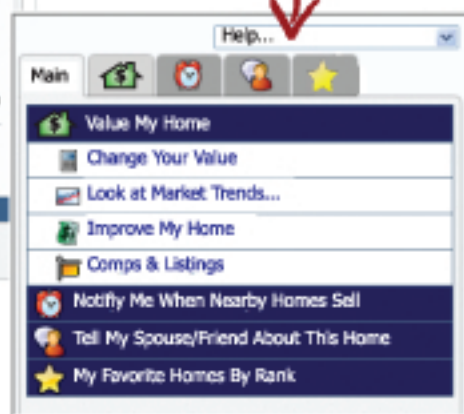 Help...
Main
Value My Home
Change Your Value
Look at Market Trends...
Improve My Home
Comps & Listings
Notifiy Me When Nearby Homes Sell
Tell My Spouse/Friend About This Home
My Favorite Homes By Rank